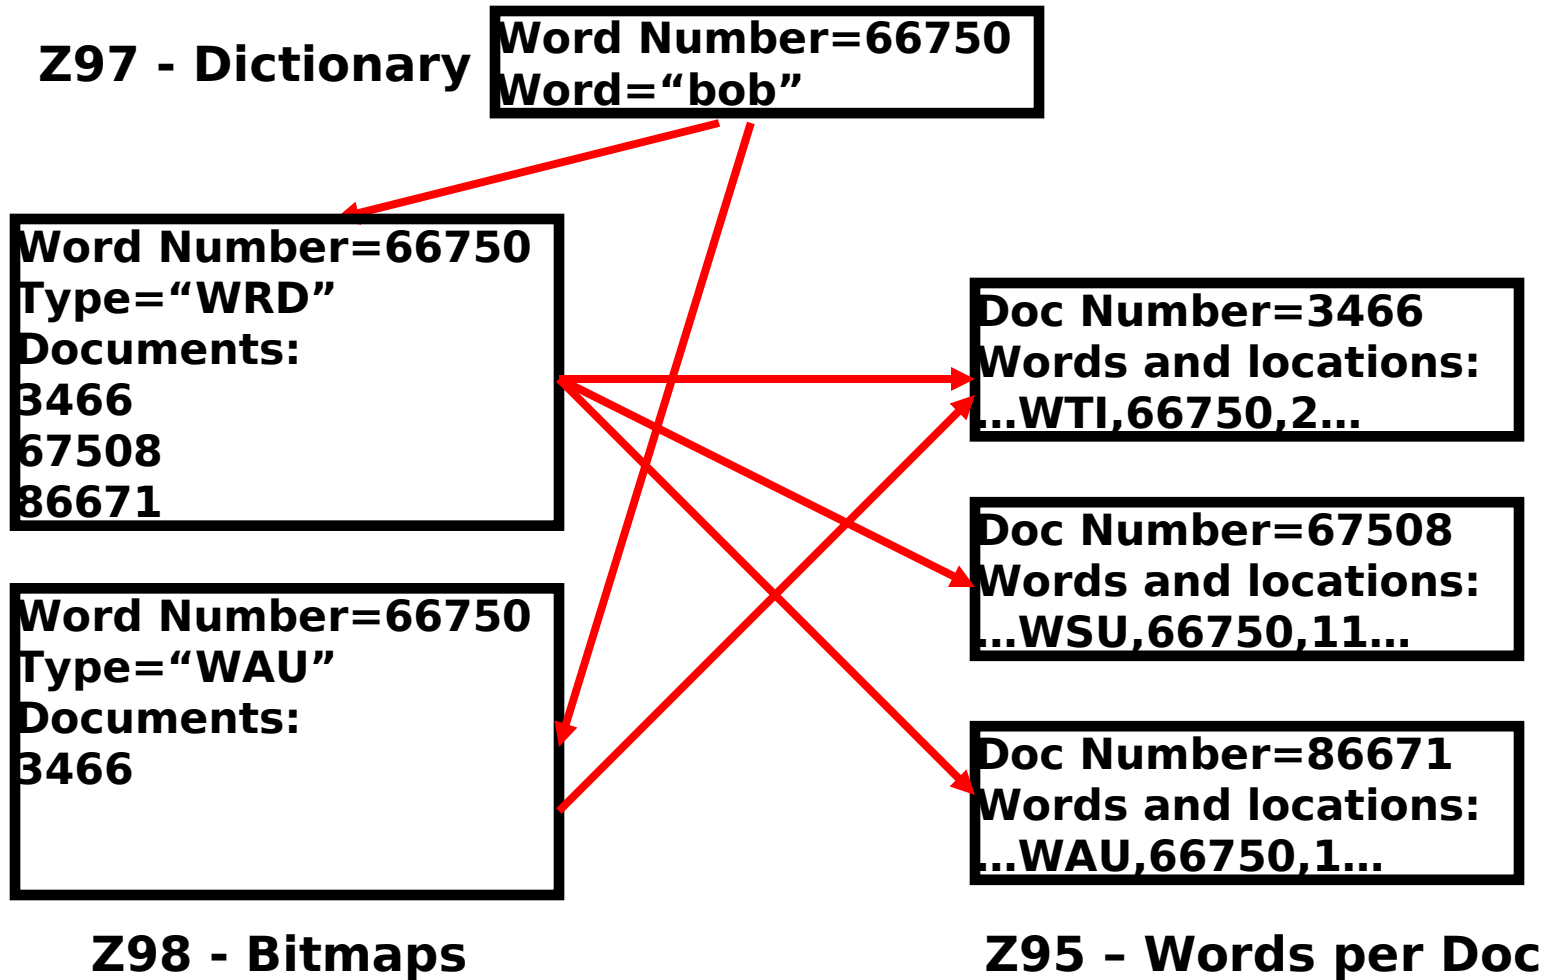 Z97 - Dictionary
Word Number=66750
Word=“bob”
Word Number=66750
Type=“WRD”
Documents:
3466
67508
86671
Word Number=66750
Type=“WAU”
Documents:
3466
Z98 - Bitmaps
Doc Number=3466
Words and locations:
…WTI,66750,2…
Doc Number=67508
Words and locations:
…WSU,66750,11…
Doc Number=86671
Words and locations:
…WAU,66750,1…
Z95 – Words per Doc